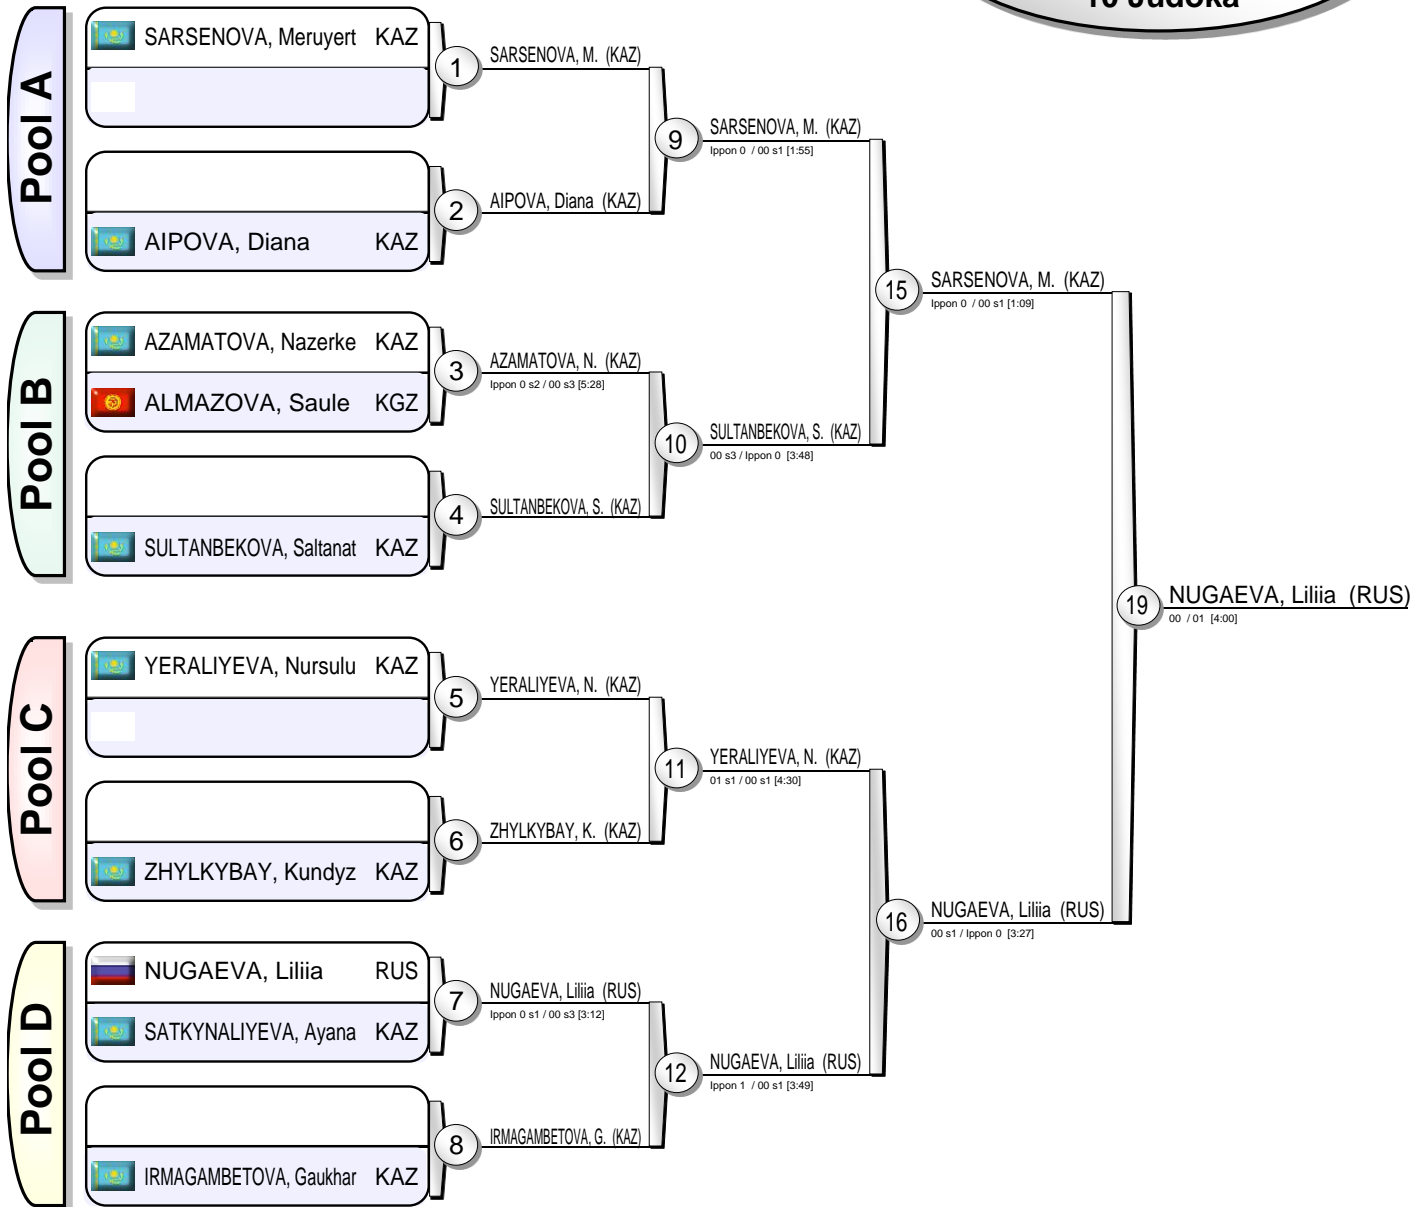 10 Judoka
Pool A
SARSENOVA, Meruyert KAZ
1
SARSENOVA, M. (KAZ)
2
AIPOVA, Diana KAZ
AIPOVA, Diana (KAZ)
9
SARSENOVA, M. (KAZ)
Ippon 0 / 00 s1 [1:55]
Pool B
AZAMATOVA, Nazerke KAZ
ALMAZOVA, Saule KGZ
3
AZAMATOVA, N. (KAZ)
Ippon 0 s2 / 00 s3 [5:28]
4
SULTANBEKOVA, Saltanat KAZ
SULTANBEKOVA, S. (KAZ)
10
SULTANBEKOVA, S. (KAZ)
00 s3 / Ippon 0 [3:48]
15
SARSENOVA, M. (KAZ)
Ippon 0 / 00 s1 [1:09]
Pool C
YERALIYEVA, Nursulu KAZ
5
YERALIYEVA, N. (KAZ)
6
ZHYLKYBAY, Kundyz KAZ
ZHYLKYBAY, K. (KAZ)
11
YERALIYEVA, N. (KAZ)
01 s1 / 00 s1 [4:30]
Pool D
NUGAEVA, Liliia RUS
SATKYNALIYEVA, Ayana KAZ
7
NUGAEVA, Liliia (RUS)
Ippon 0 s1 / 00 s3 [3:12]
8
IRMAGAMBETOVA, Gaukhar KAZ
IRMAGAMBETOVA, G. (KAZ)
12
NUGAEVA, Liliia (RUS)
Ippon 1 / 00 s1 [3:49]
16
NUGAEVA, Liliia (RUS)
00 s1 / Ippon 0 [3:27]
19
NUGAEVA, Liliia (RUS)
00 / 01 [4:00]